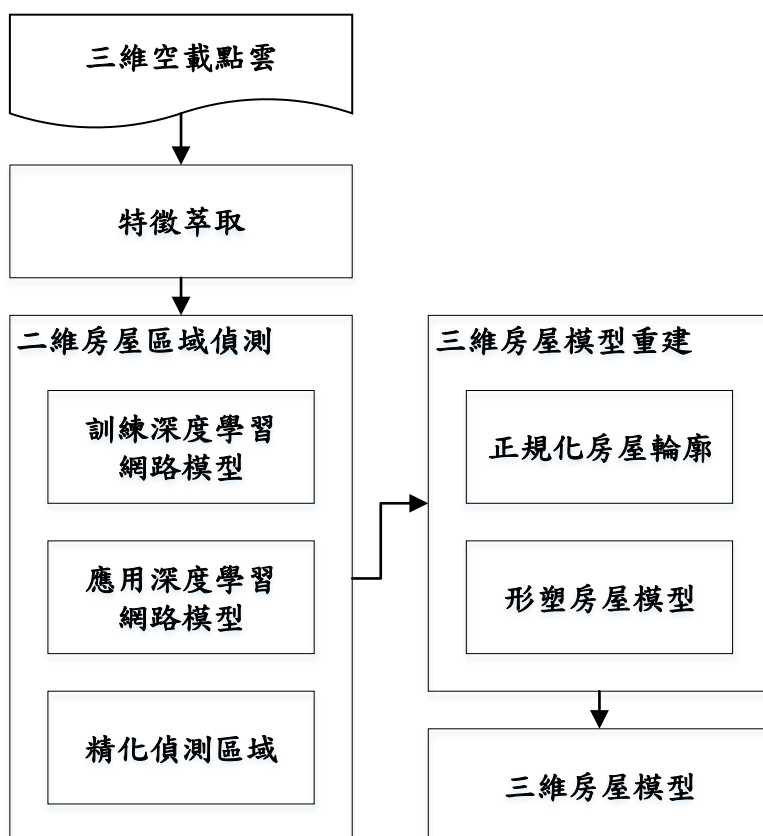 三維空載點雲
特徵萃取
二維房屋區域偵測
訓練深度學習
網路模型
應用深度學習
網路模型
精化偵測區域
三維房屋模型重建
正規化房屋輪廓
形塑房屋模型
三維房屋模型